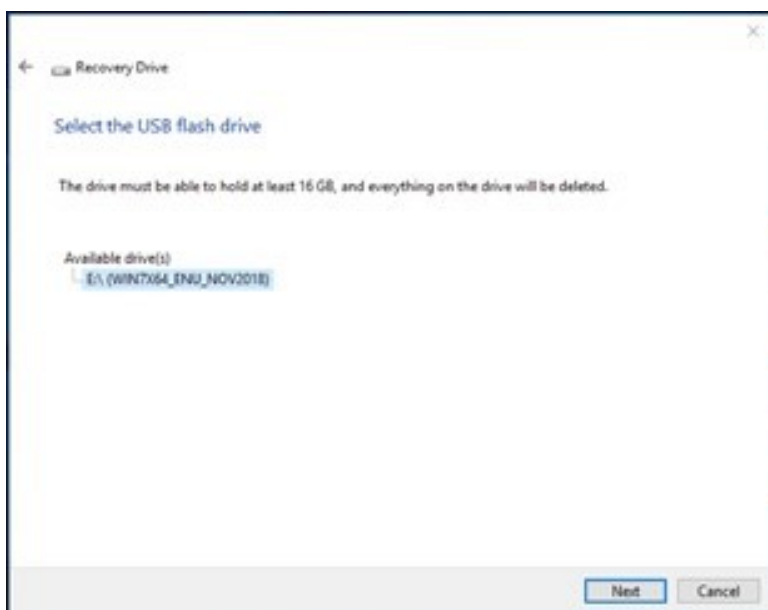 Recovery Drive
Select the USB flash drive
The drive must be able to hold at least 16 GB, and everything on the drive will be deleted.
Available drive(s)
E:\ (WIN7X64_ENU_NOV2018)
Next Cancel